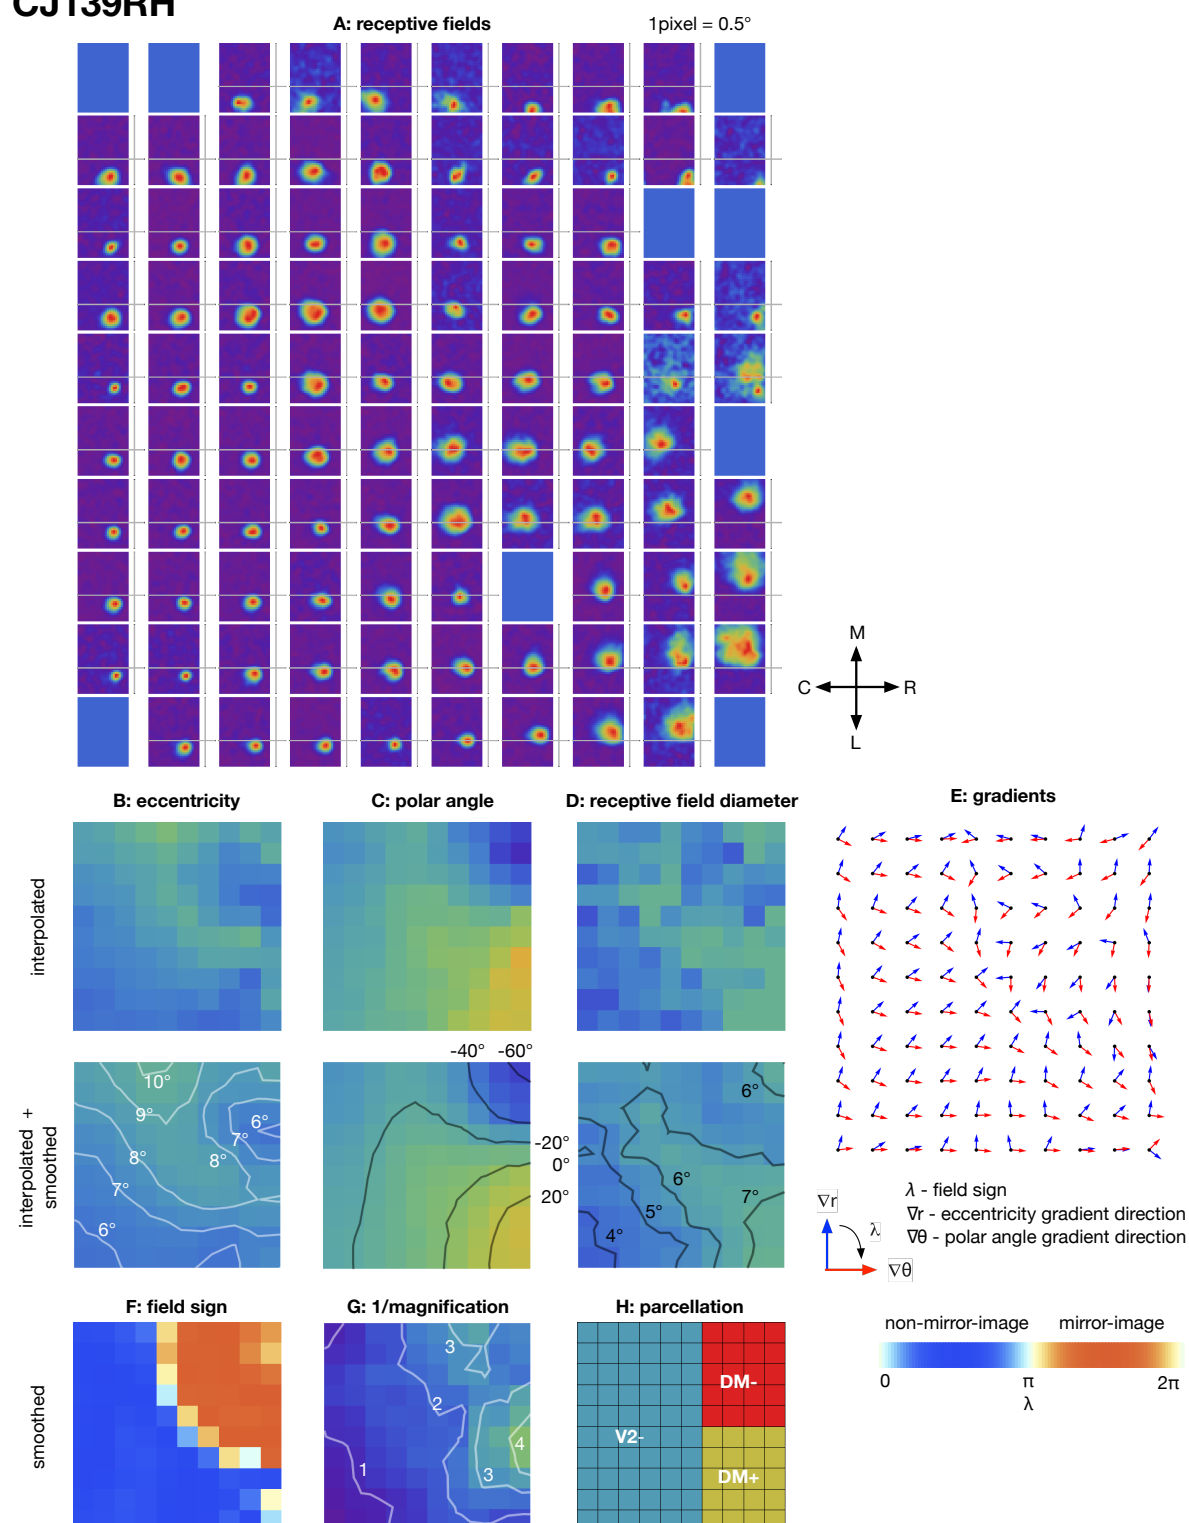 CJ139RH
A: receptive fields
1pixel = 0.5°
M
C R
L
B: eccentricity
C: polar angle
D: receptive field diameter
E: gradients
interpolated
-40° -60°
10°
9°
8°
7°
6°
8°
7°
6°
-20°
0°
20°
6°
6°
5°
4°
7°
interpolated +
smoothed
λ - field sign
∇r - eccentricity gradient direction
∇θ - polar angle gradient direction
∇r
λ
∇θ
F: field sign
G: 1/magnification
H: parcellation
non-mirror-image mirror-image
0 π 2π
λ
smoothed
3
2
1
3
4
V2-
DM-
DM+